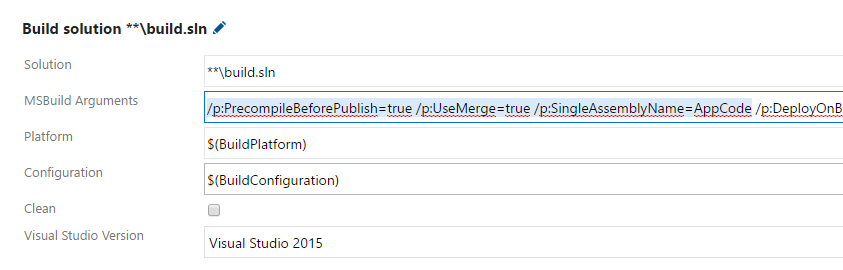 Build solution **\build.sln
Solution
**\build.sln
MSBuild Arguments
/p:PrecompileBeforePublish=true /p:UseMerge=true /p:SingleAssemblyName=AppCode /p:DeployOnB
Platform
$(BuildPlatform)
Configuration
$(BuildConfiguration)
Clean
Visual Studio Version
Visual Studio 2015